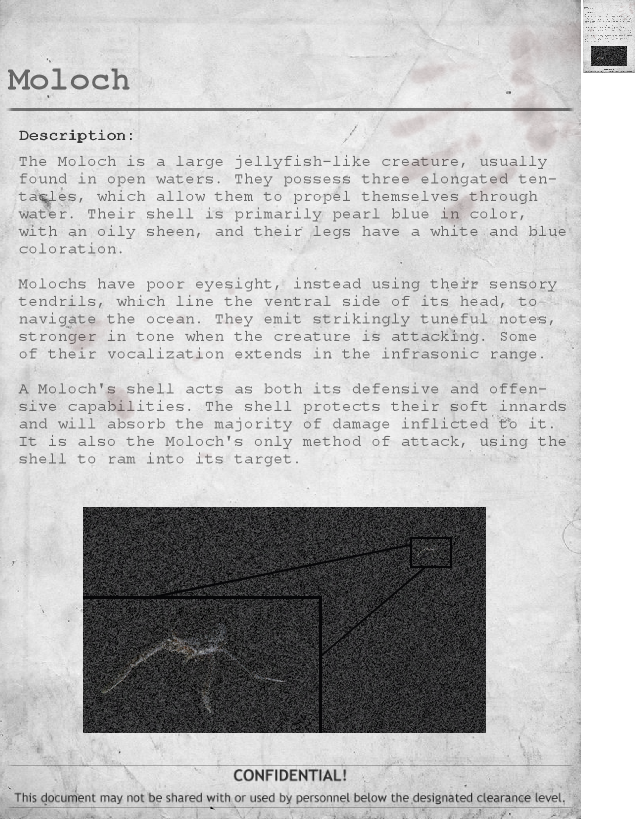 Moloch
Description:
The Moloch is a large jellyfish-like creature, usually
found in open waters. They possess three elongated ten-
tacles, which allow them to propel themselves through
water. Their shell is primarily pearl blue in color,
with an oily sheen, and their legs have a white and blue
coloration.
Molochs have poor eyesight, instead using their sensory
tendrils, which line the ventral side of its head, to
navigate the ocean. They emit strikingly tuneful notes,
stronger in tone when the creature is attacking. Some
of their vocalization extends in the infrasonic range.
A Moloch's shell acts as both its defensive and offen-
sive capabilities. The shell protects their soft innards
and will absorb the majority of damage inflicted to it.
It is also the Moloch's only method of attack, using the
shell to ram into its target.
CONFIDENTIAL!
This document may not be shared with or used by personnel below the designated clearance level.